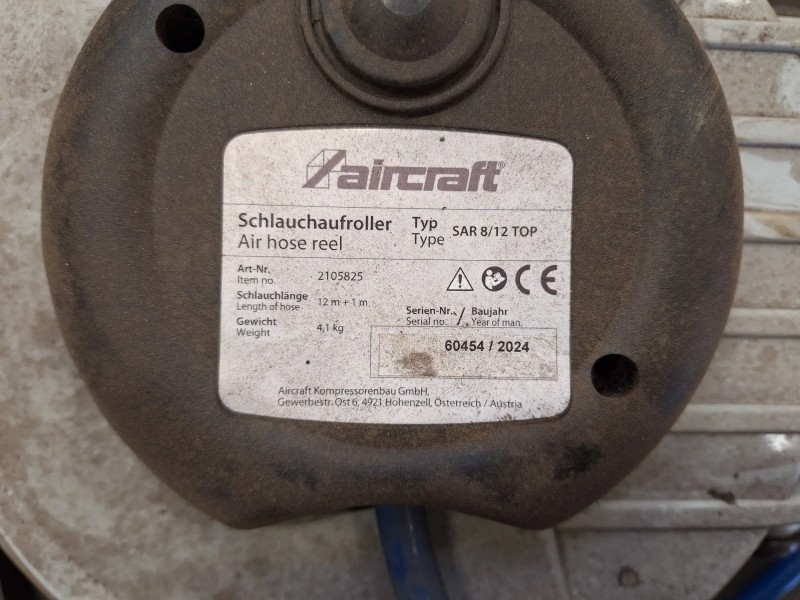 aircraft®
Schlauchaufroller
Air hose reel
Typ
Type
SAR 8/12 TOP
Art-Nr.
Item no.
2105825
Schlauchlänge
Length of hose
12 m + 1 m
Gewicht
Weight
4,1 kg
CE
Serien-Nr. / Baujahr
Serial no. / Year of man.
60454 / 2024
Aircraft Kompressorenbau GmbH,
Gewerbestr. Ost 6, 4921 Hohenzell, Österreich / Austria